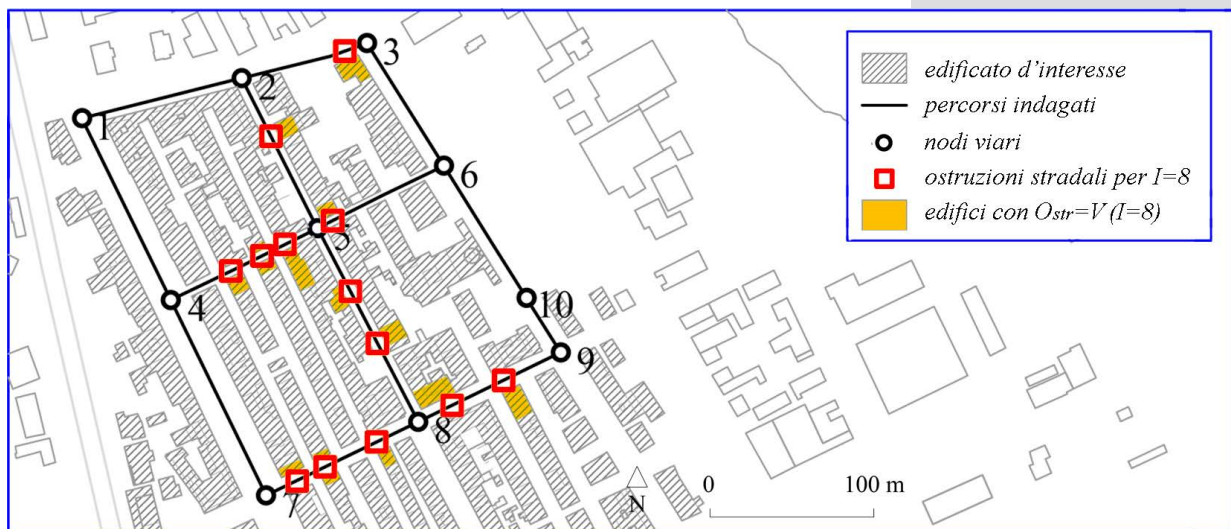 edificato d'interesse
percorsi indagati
nodi viari
ostruzioni stradali per I=8
edifici con Ostr=V (I=8)
3
2
1
6
5
4
10
9
8
7
N
0
100 m